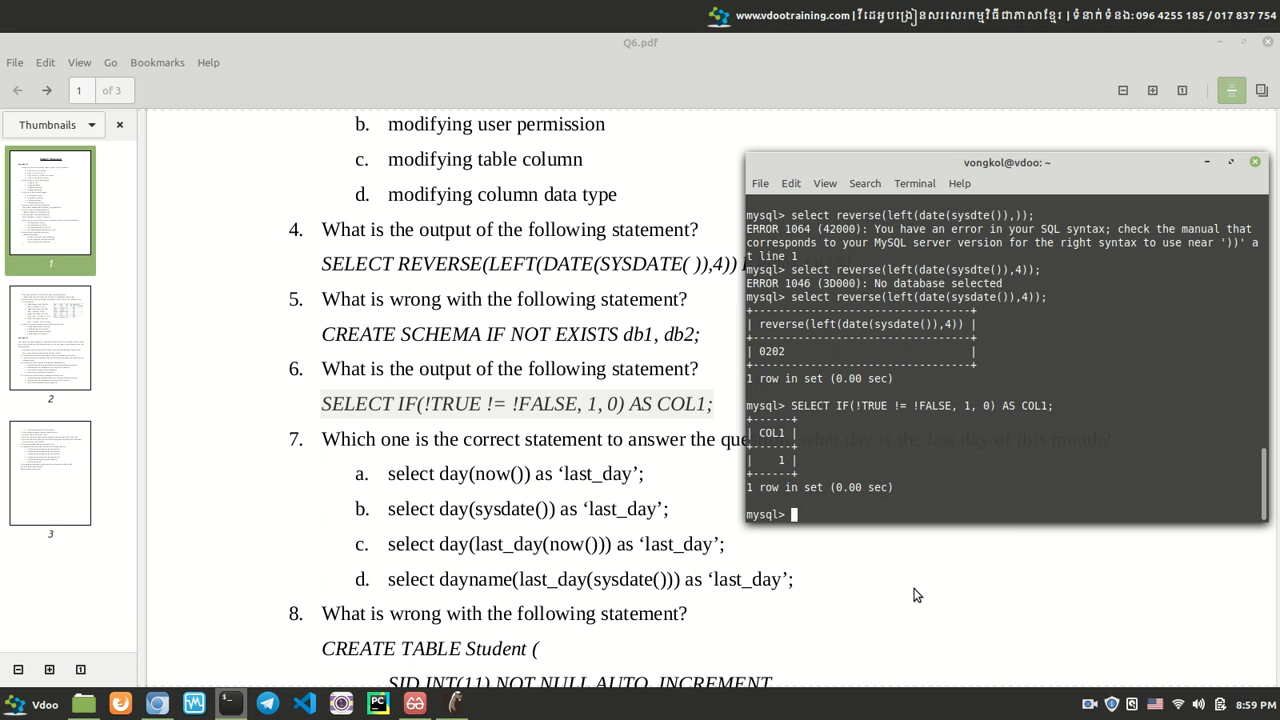 www.vdootraining.com | វីដេអូបង្រៀនសរសេរកម្មវិធីជាភាសាខ្មែរ | ទំនាក់ទំនង: 096 4 25 185 / 017 837 754
Q6.pdf
File Edit View Go Bookmarks Help
1 of 3
Thumbnails
1
2
3
b. modifying user permission
c. modifying table column
d. modifying column data type
4. What is the output of the following statement?
SELECT REVERSE(LEFT(DATE(SYSDATE( )),4))
5. What is wrong with the following statement?
CREATE SCHEMA IF NOT EXISTS db1, db2;
6. What is the output of the following statement?
SELECT IF(!TRUE != !FALSE, 1, 0) AS COL1;
7. Which one is the correct statement to answer the day of this month?
a. select day(now()) as ‘last_day’;
b. select day(sysdate()) as ‘last_day’;
c. select day(last_day(now())) as ‘last_day’;
d. select dayname(last_day(sysdate())) as ‘last_day’;
8. What is wrong with the following statement?
CREATE TABLE Student (
SID INT(11) NOT NULL AUTO_INCREMENT
vongkol@vdoo: ~
File Edit View Search Terminal Help
mysql> select reverse(left(date(sysdte()),));
ERROR 1064 (42000): You have an error in your SQL syntax; check the manual that
corresponds to your MySQL server version for the right syntax to use near '))' a
t line 1
mysql> select reverse(left(date(sysdte()),4));
ERROR 1046 (3D000): No database selected
mysql> select reverse(left(date(sysdate()),4));
+---------------------------------+
| reverse(left(date(sysdate()),4)) |
+---------------------------------+
| 0202 |
+---------------------------------+
1 row in set (0.00 sec)
mysql> SELECT IF(!TRUE != !FALSE, 1, 0) AS COL1;
+------+
| COL1 |
+------+
| 1 |
+------+
1 row in set (0.00 sec)
mysql>
Vdoo
8:59 PM